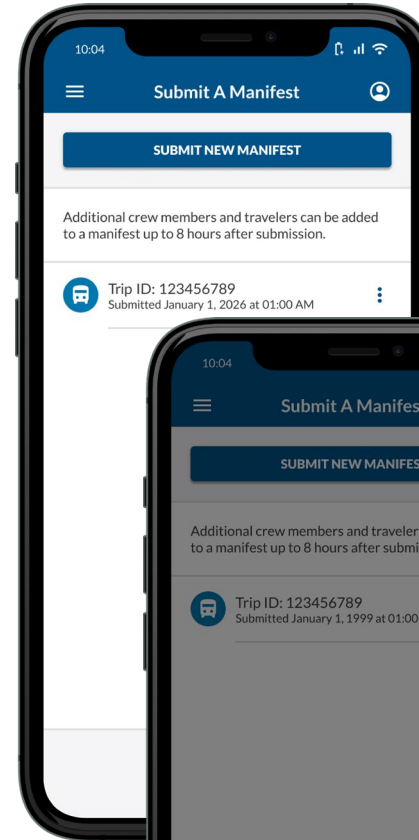 10:04
Submit A Manifest
SUBMIT NEW MANIFEST
Additional crew members and travelers can be added
to a manifest up to 8 hours after submission.
Trip ID: 123456789
Submitted January 1, 2026 at 01:00 AM
10:04
Submit A Manifes
SUBMIT NEW MANIFES
Additional crew members and traveler
to a manifest up to 8 hours after submi
Trip ID: 123456789
Submitted January 1, 1999 at 01:00